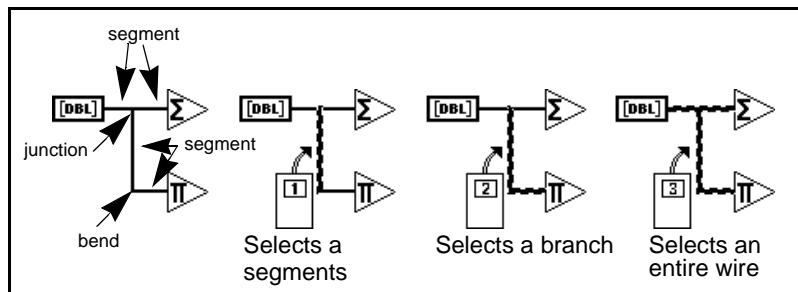 segment
[DBL]
Σ
junction
segment
Π
bend
[DBL]
Σ
1
Π
Selects a
segments
[DBL]
Σ
2
Π
Selects a branch
[DBL]
Σ
3
Π
Selects an
entire wire